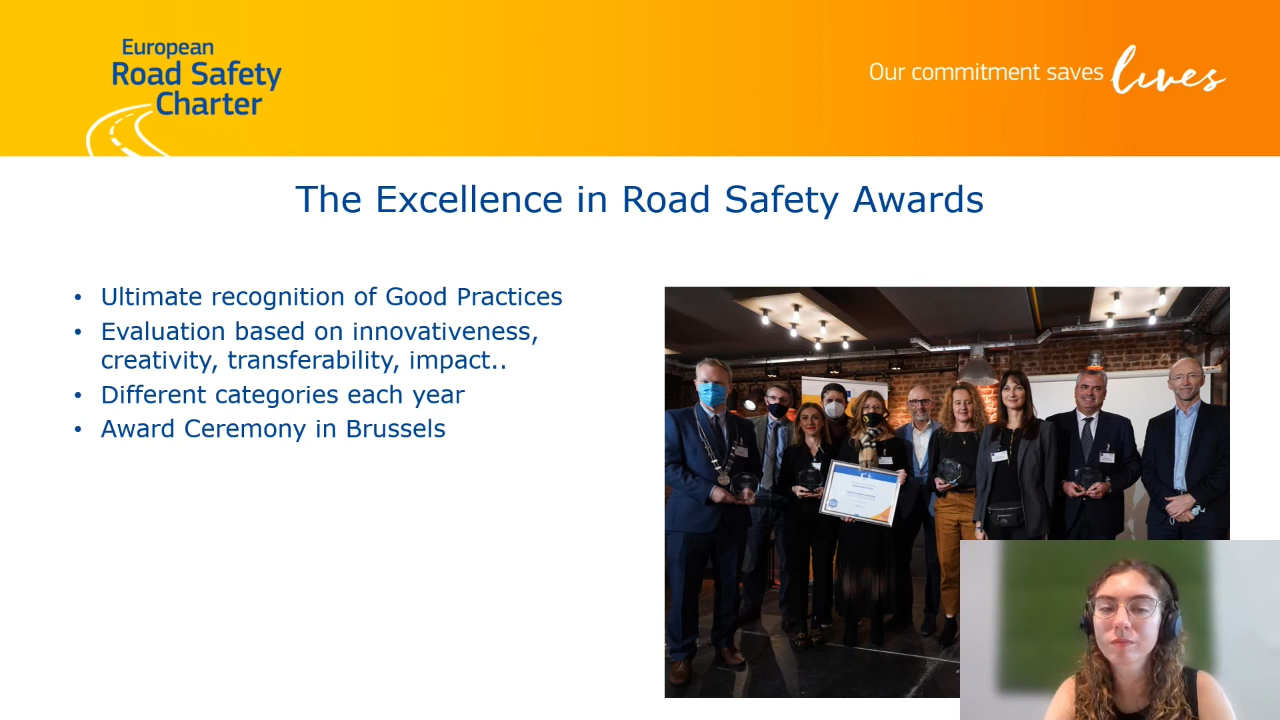 European
Road Safety
Charter
Our commitment saves lives
The Excellence in Road Safety Awards
• Ultimate recognition of Good Practices
• Evaluation based on innovativeness,
creativity, transferability, impact..
• Different categories each year
• Award Ceremony in Brussels